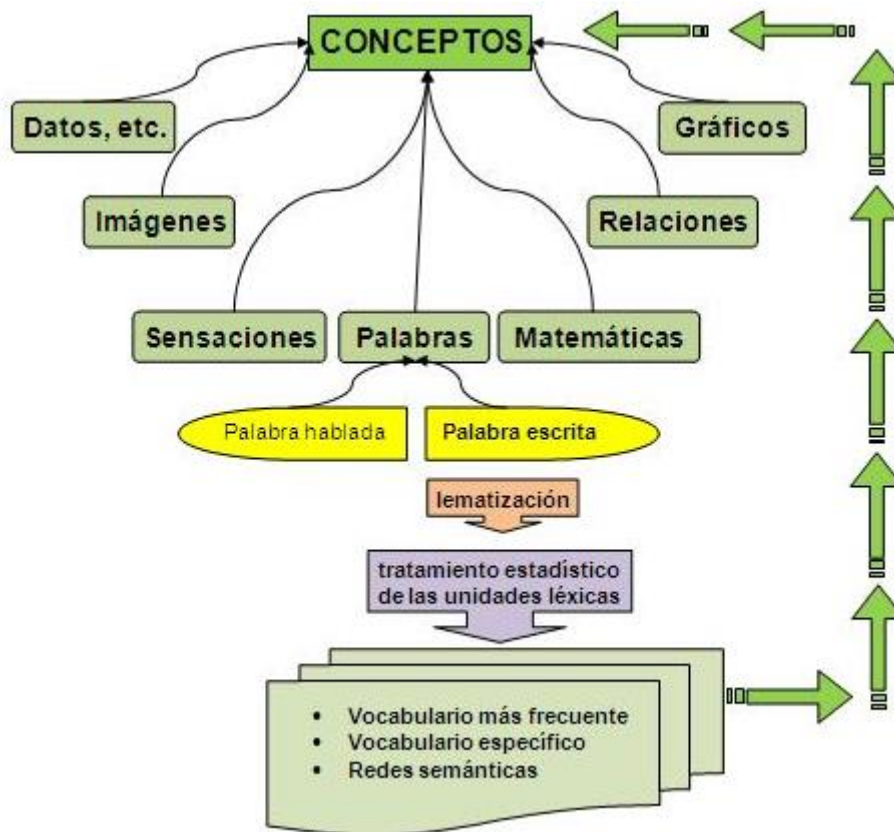 CONCEPTOS
Datos, etc.
Gráficos
Imágenes
Relaciones
Sensaciones
Palabras
Matemáticas
Palabra hablada
Palabra escrita
lematización
tratamiento estadístico
de las unidades léxicas
• Vocabulario más frecuente
• Vocabulario específico
• Redes semánticas